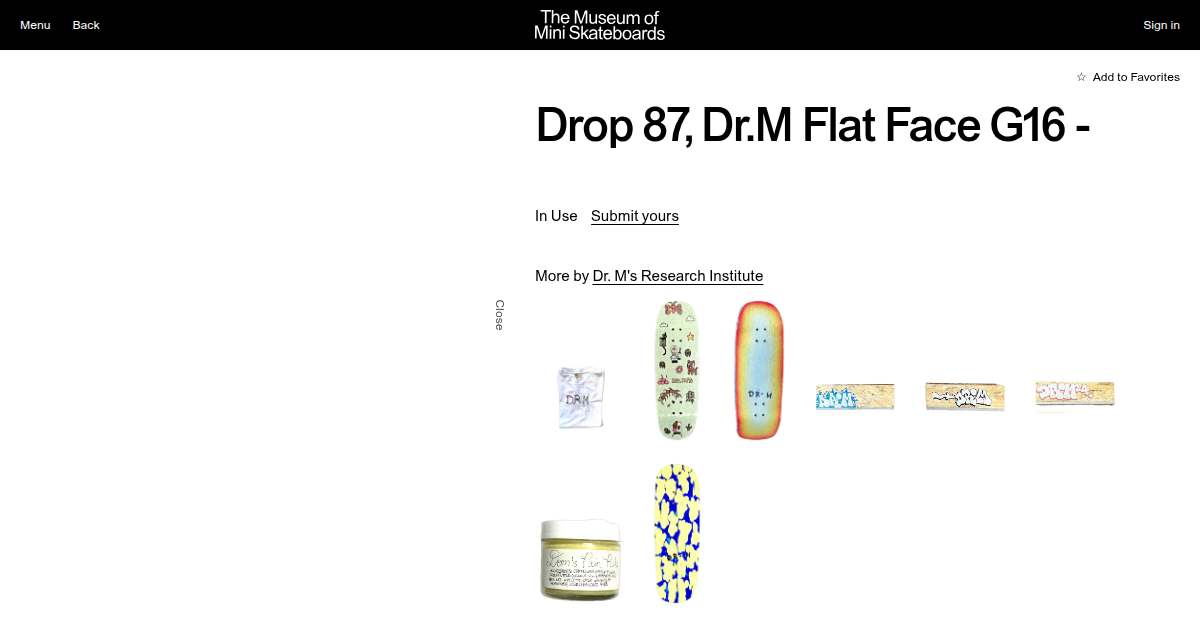 Menu
Back
The Museum of
Mini Skateboards
Sign in
☆ Add to Favorites
Drop 87, Dr.M Flat Face G16 -
In Use
Submit yours
More by Dr. M's Research Institute
Close
DR.M
DR·M